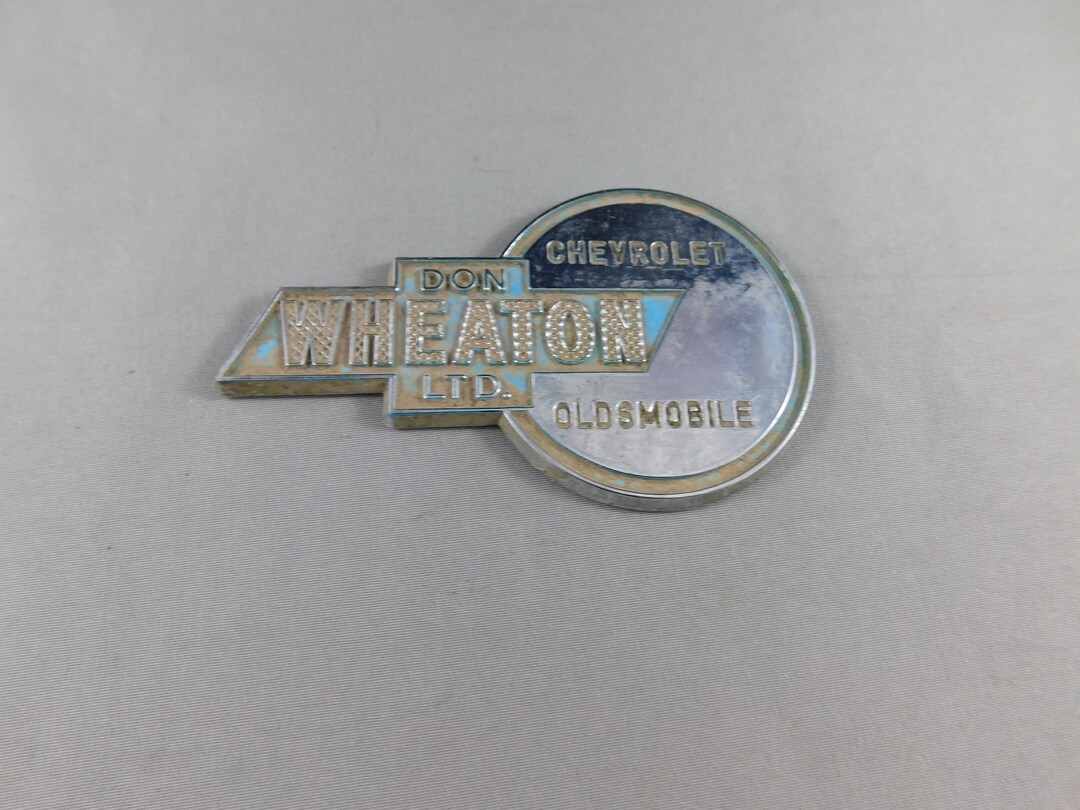 CHEVROLET
DON
WHEATON
LTD.
OLDSMOBILE